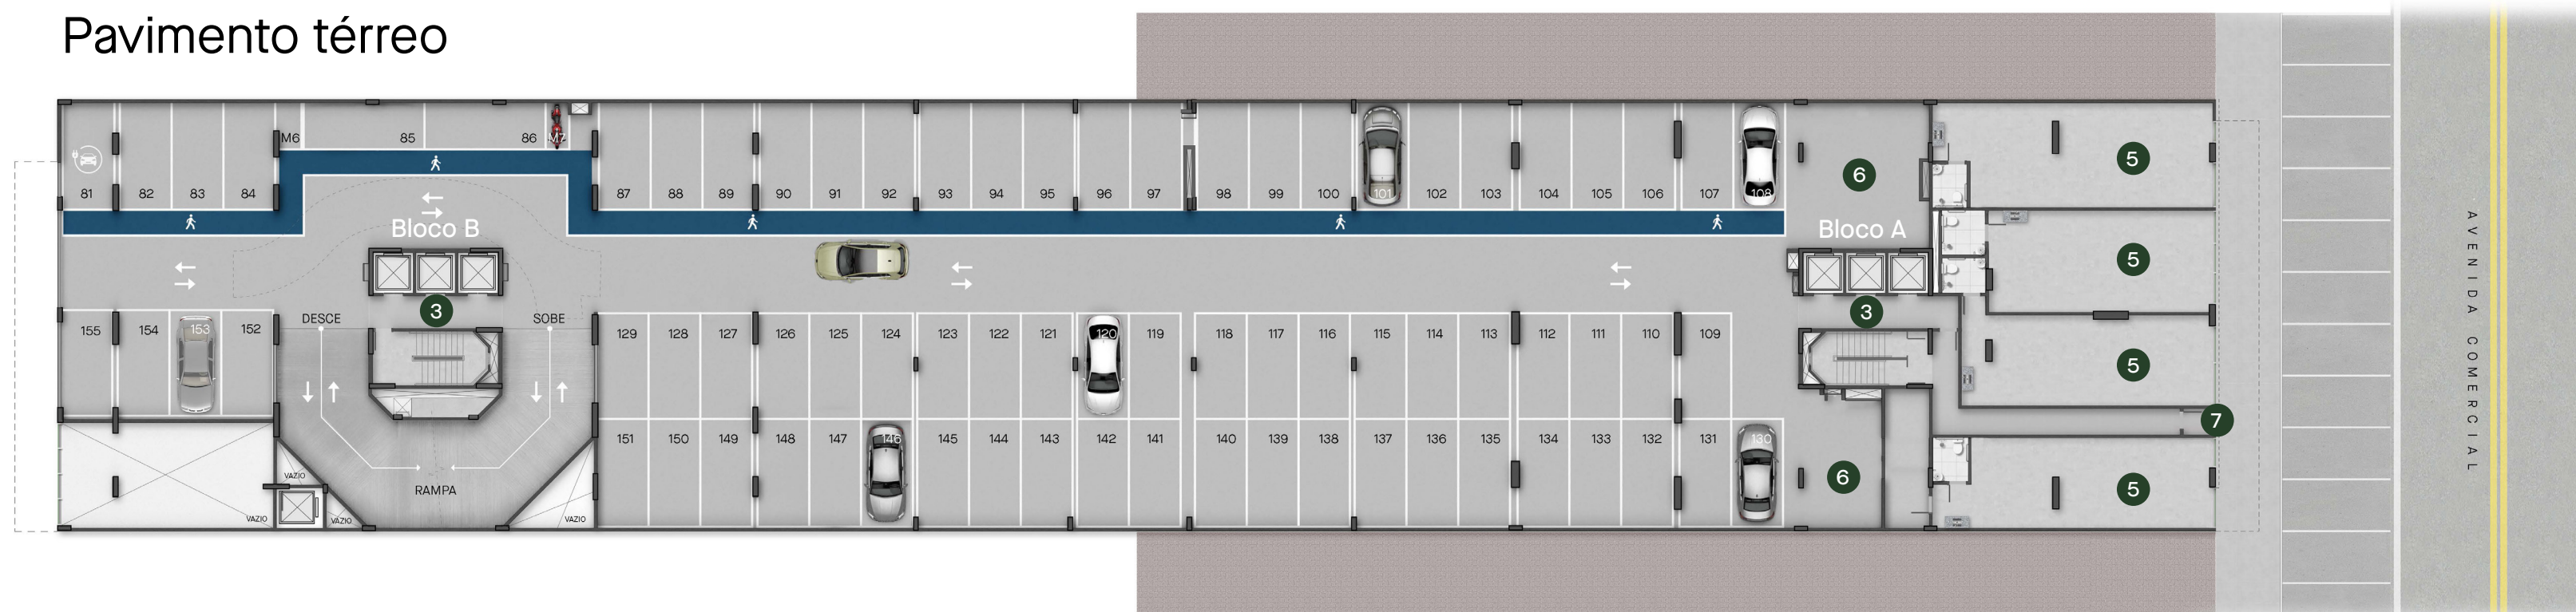 Pavimento térreo
M6 85 86 M7
81 82 83 84 87 88 89 90 91 92 93 94 95 96 97 98 99 100 101 102 103 104 105 106 107 108
6
5
Bloco B
Bloco A
5
3
3
155 154 153 152
DESCE
SOBE
129 128 127 126 125 124 123 122 121 120 119 118 117 116 115 114 113 112 111 110 109
5
7
151 150 149 148 147 146 145 144 143 142 141 140 139 138 137 136 135 134 133 132 131 130
6
5
VAZIO
RAMPA
VAZIO
VAZIO
VAZIO
AVENIDA COMERCIAL